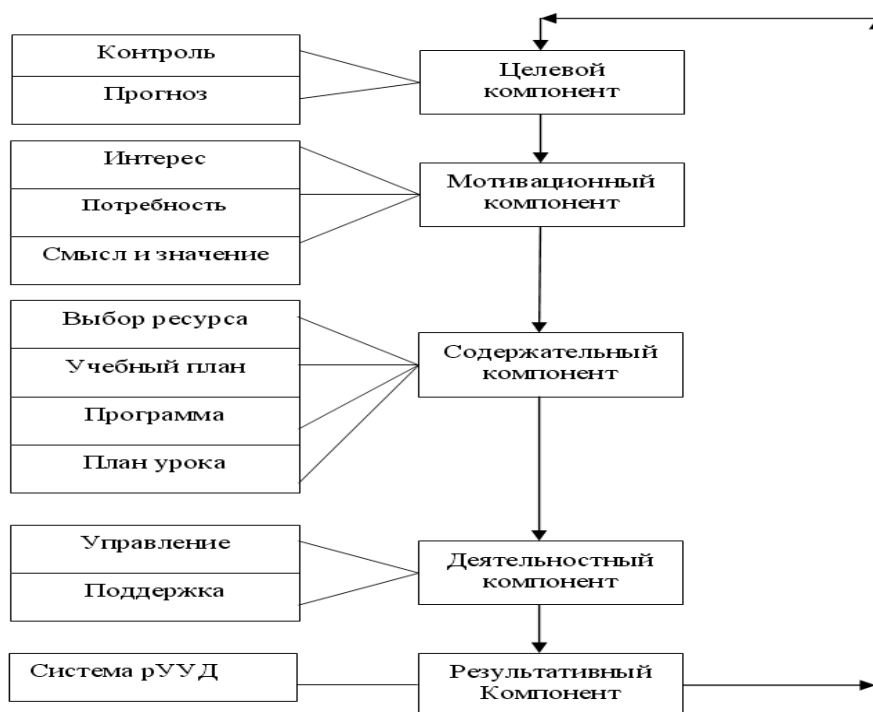 Контроль
Прогноз
Целевой
компонент
Интерес
Потребность
Смысл и значение
Мотивационный
компонент
Выбор ресурса
Учебный план
Программа
План урока
Содержательный
компонент
Управление
Поддержка
Деятельностный
компонент
Система рУУД
Результативный
Компонент